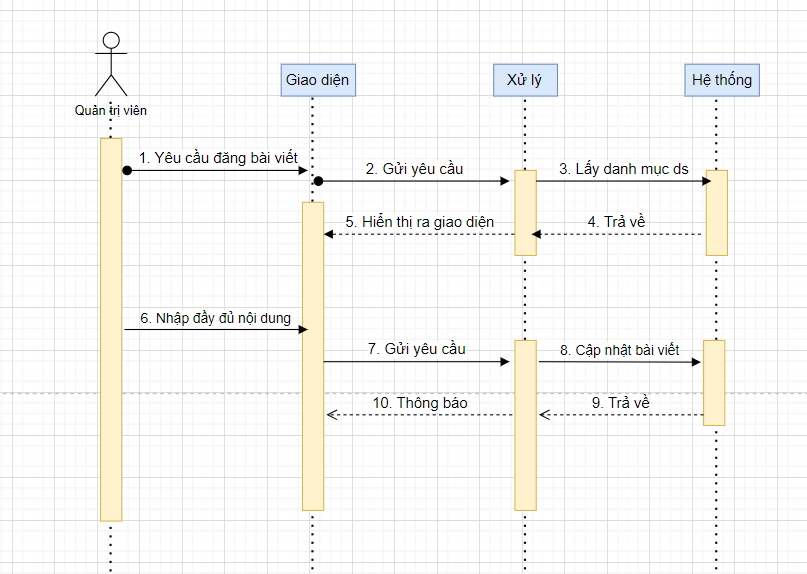 Quản trị viên
Giao diện
Xử lý
Hệ thống
1. Yêu cầu đăng bài viết
2. Gửi yêu cầu
3. Lấy danh mục ds
4. Trả về
5. Hiển thị ra giao diện
6. Nhập đầy đủ nội dung
7. Gửi yêu cầu
8. Cập nhật bài viết
9. Trả về
10. Thông báo